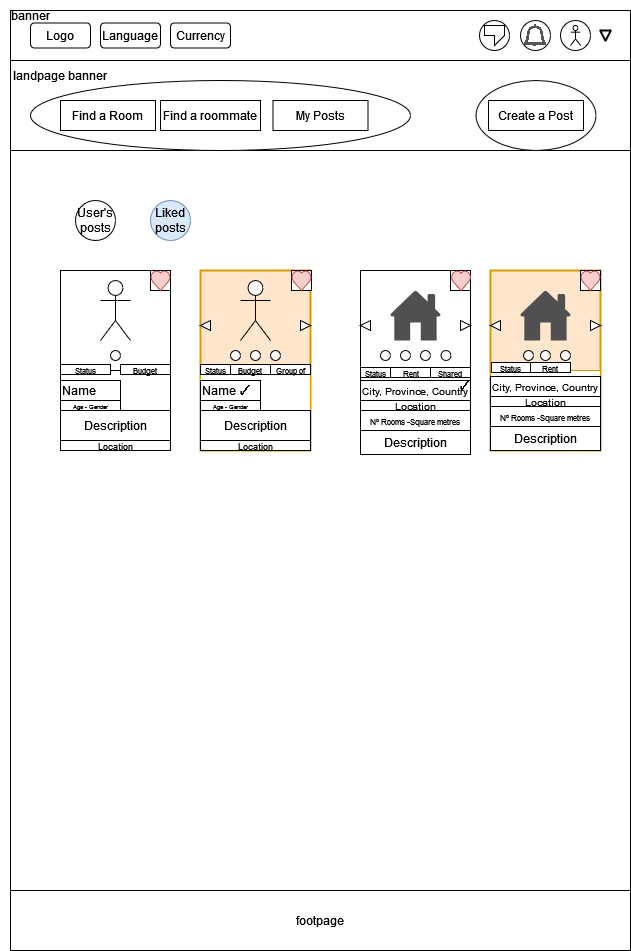 banner
Logo
Language
Currency
landpage banner
Find a Room
Find a roommate
My Posts
Create a Post
User's
posts
Liked
posts
Status
Budget
Name
Age - Gender
Description
Location
Status
Budget
Group of
Name ✓
Age - Gender
Description
Location
Status
Rent
Shared
City, Province, Country
Location
Nº Rooms -Square metres
Description
Status
Rent
City, Province, Country
Location
Nº Rooms -Square metres
Description
footpage